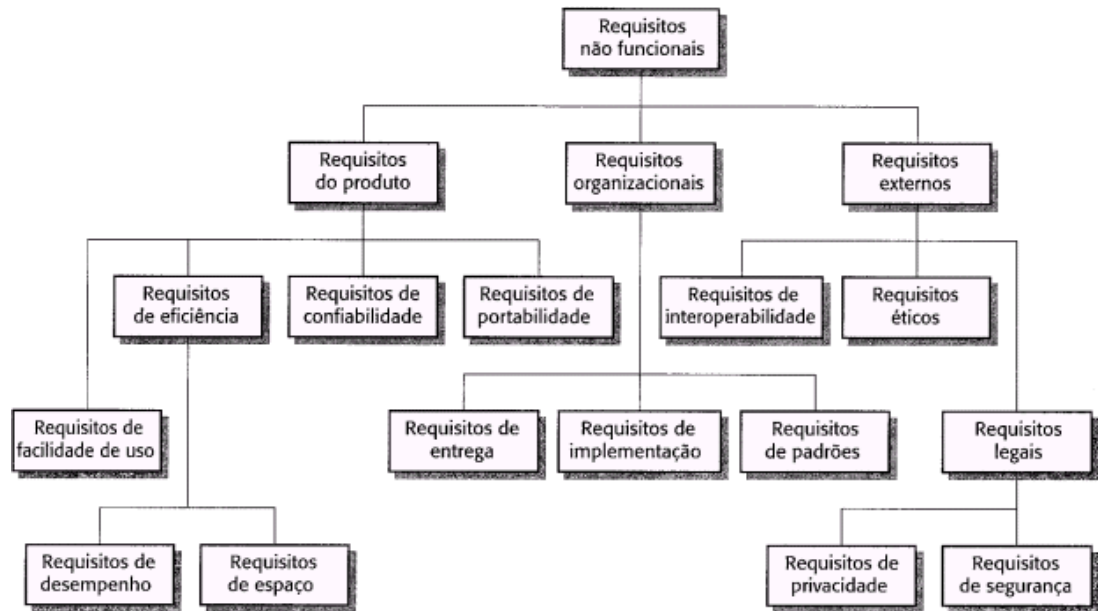 Requisitos
não funcionais
Requisitos
do produto
Requisitos
organizacionais
Requisitos
externos
Requisitos
de eficiência
Requisitos de
confiabilidade
Requisitos de
portabilidade
Requisitos de
interoperabilidade
Requisitos
éticos
Requisitos de
facilidade de uso
Requisitos de
entrega
Requisitos de
implementação
Requisitos
de padrões
Requisitos
legais
Requisitos de
desempenho
Requisitos
de espaço
Requisitos de
privacidade
Requisitos
de segurança